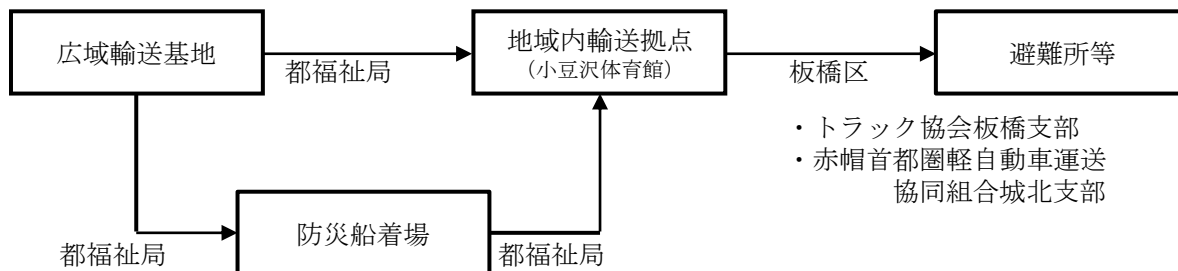 広域輸送基地
都福祉局
地域内輸送拠点
（小豆沢体育館）
板橋区
避難所等
・トラック協会板橋支部
・赤帽首都圏軽自動車運送
協同組合城北支部
都福祉局
防災船着場
都福祉局